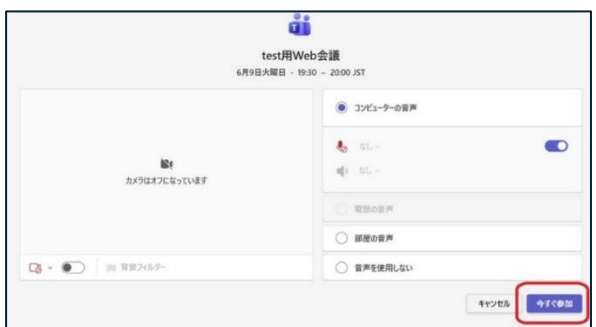 test用Web会議
6月9日火曜日 - 19:30 ~ 20:00 JST
カメラはオフになっています
背景フィルター
コンピューターの音声
なし
なし
電話の音声
部屋の音声
音声を使用しない
キャンセル
今すぐ参加